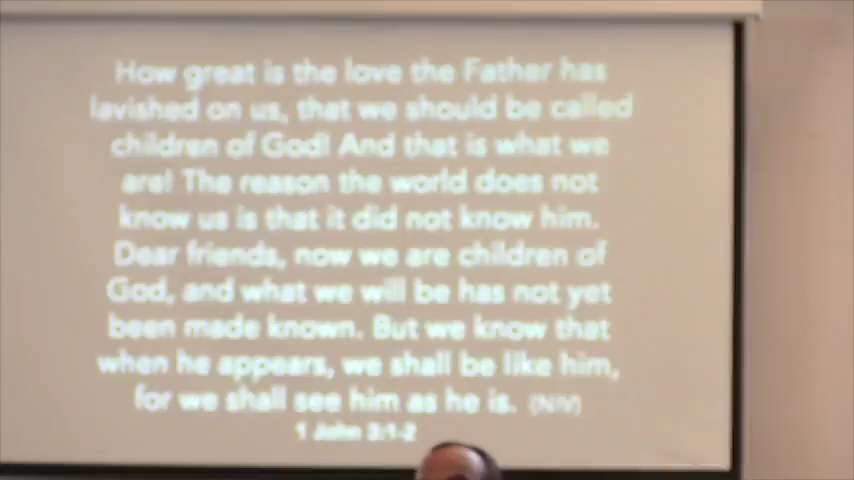 How great is the love the Father has
lavished on us, that we should be called
children of God! And that is what we
are! The reason the world does not
know us is that it did not know him.
Dear friends, now we are children of
God, and what we will be has not yet
been made known. But we know that
when he appears, we shall be like him,
for we shall see him as he is. (NIV)
1 John 3:1-2